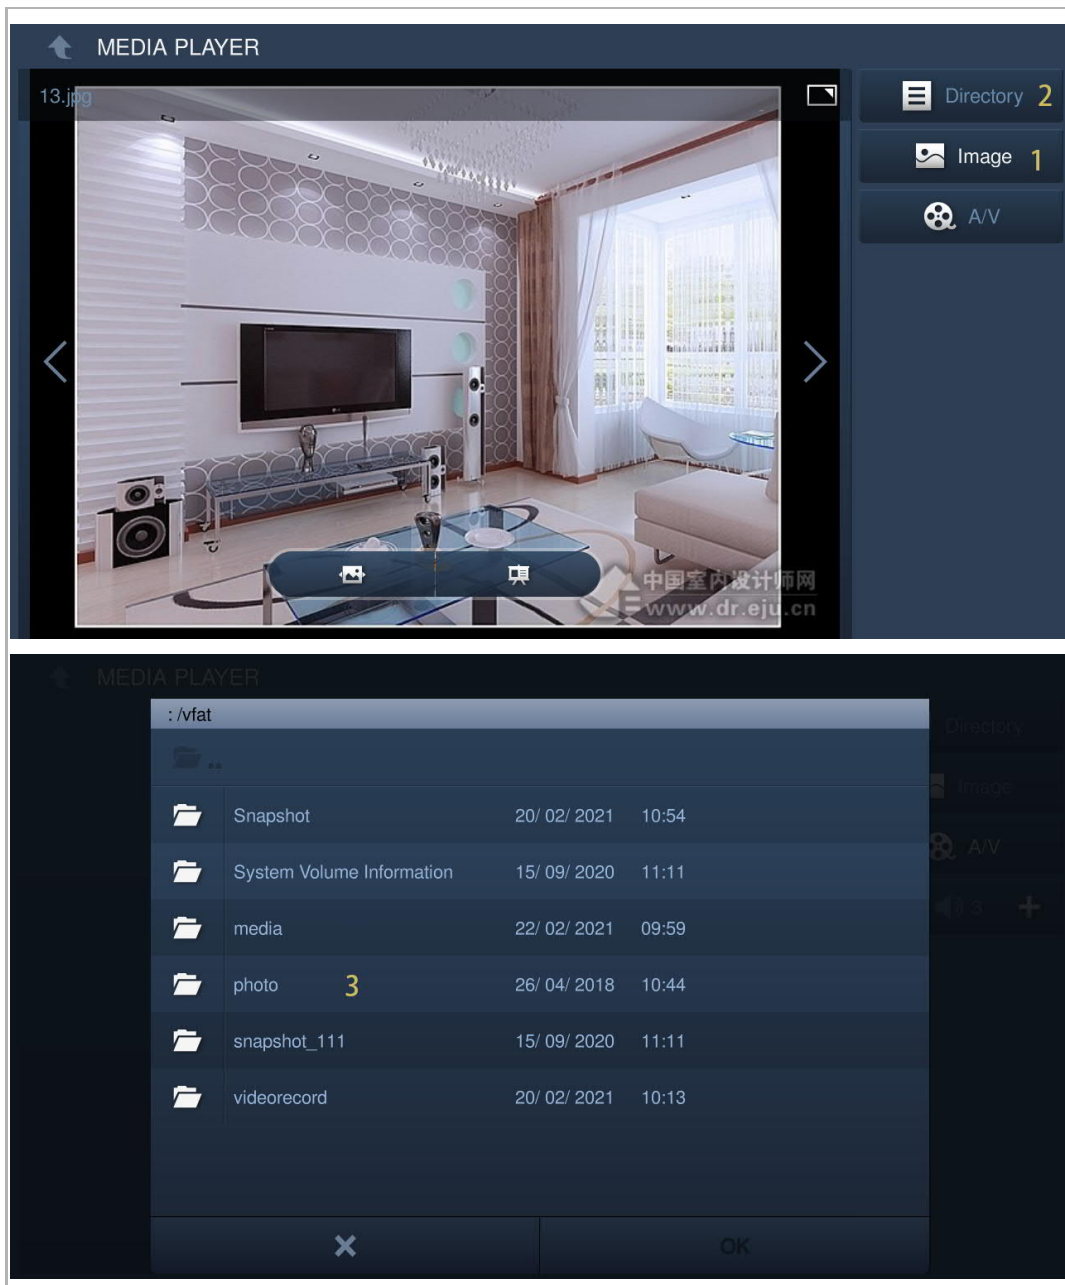 MEDIA PLAYER
13.jpg
Directory 2
Image 1
A/V
中国室内设计师网
www.dr.eju.cn
MEDIA PLAYER
: /vfat
Directory
..
Image
Snapshot 20/ 02/ 2021 10:54
A/V
System Volume Information 15/ 09/ 2020 11:11
3
media 22/ 02/ 2021 09:59
photo 3 26/ 04/ 2018 10:44
snapshot_111 15/ 09/ 2020 11:11
videorecord 20/ 02/ 2021 10:13
OK